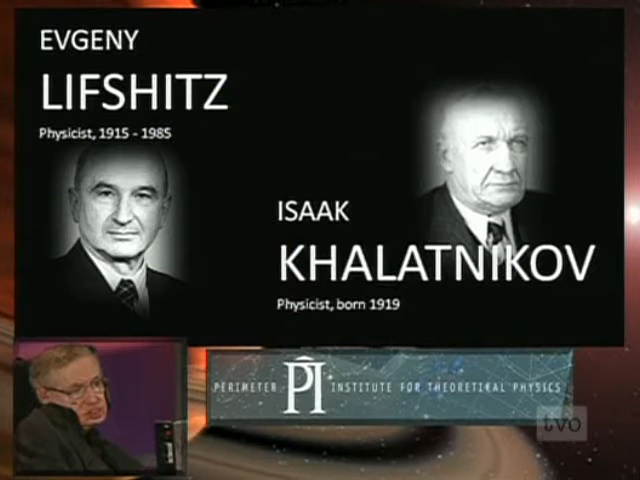 EVGENY
LIFSHITZ
Physicist, 1915 - 1985
ISAAK
KHALATNIKOV
Physicist, born 1919
PERIMETER PI INSTITUTE FOR THEORETICAL PHYSICS
tvo